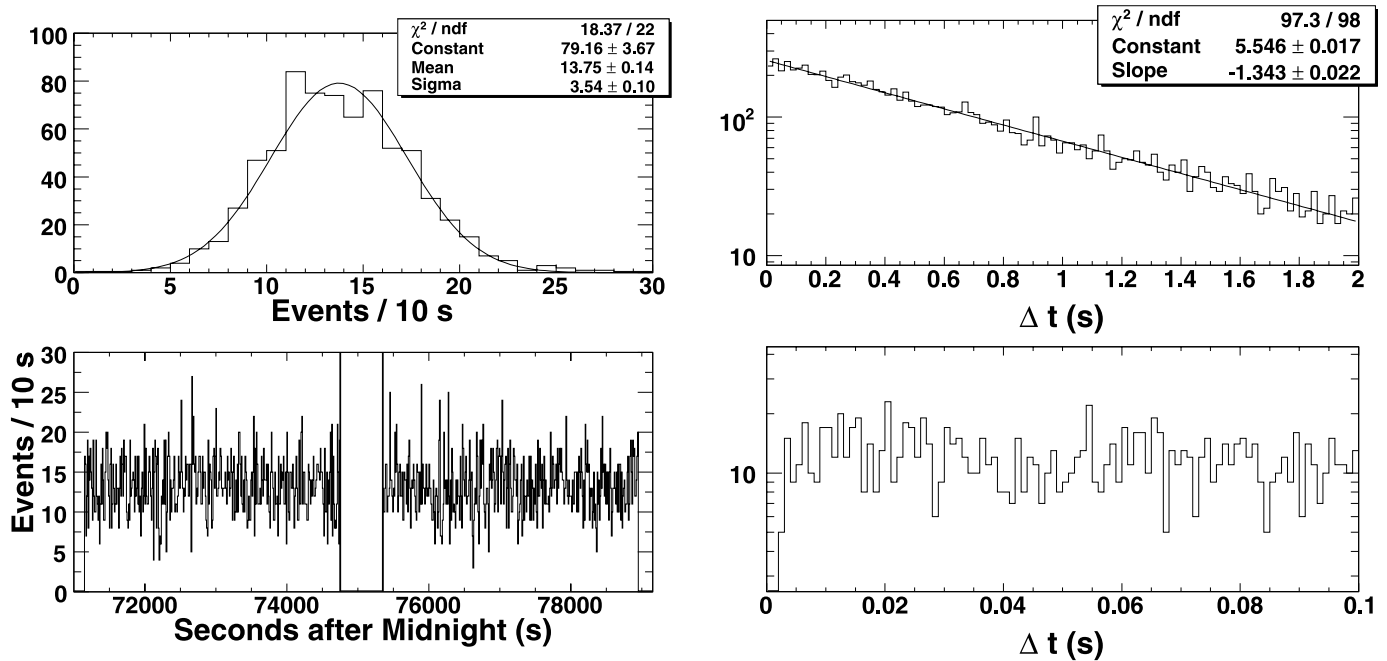 χ² / ndf 18.37 / 22
Constant 79.16 ± 3.67
Mean 13.75 ± 0.14
Sigma 3.54 ± 0.10
100
80
60
40
20
0
0 5 10 15 20 25 30
Events / 10 s
χ² / ndf 97.3 / 98
Constant 5.546 ± 0.017
Slope -1.343 ± 0.022
10²
10
0 0.2 0.4 0.6 0.8 1 1.2 1.4 1.6 1.8 2
Δ t (s)
Events / 10 s
30
25
20
15
10
5
0
72000 74000 76000 78000
Seconds after Midnight (s)
10
0 0.02 0.04 0.06 0.08 0.1
Δ t (s)